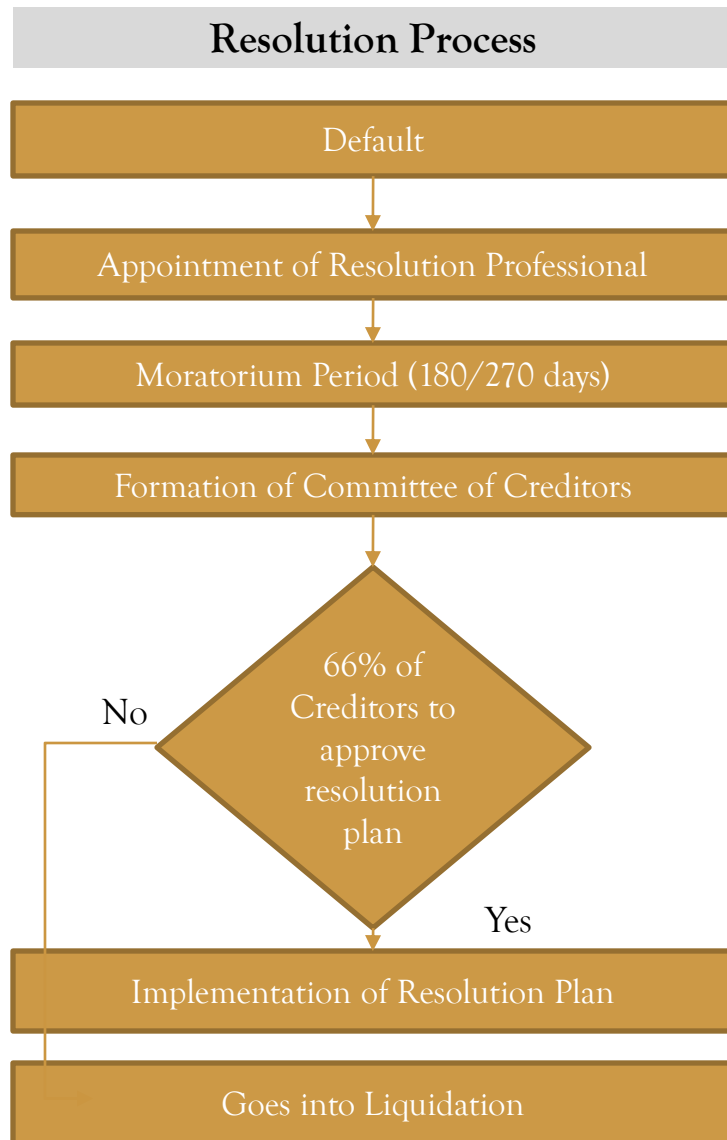 Resolution Process
Default
Appointment of Resolution Professional
Moratorium Period (180/270 days)
Formation of Committee of Creditors
66% of
Creditors to
approve
resolution
plan
No
Yes
Implementation of Resolution Plan
Goes into Liquidation